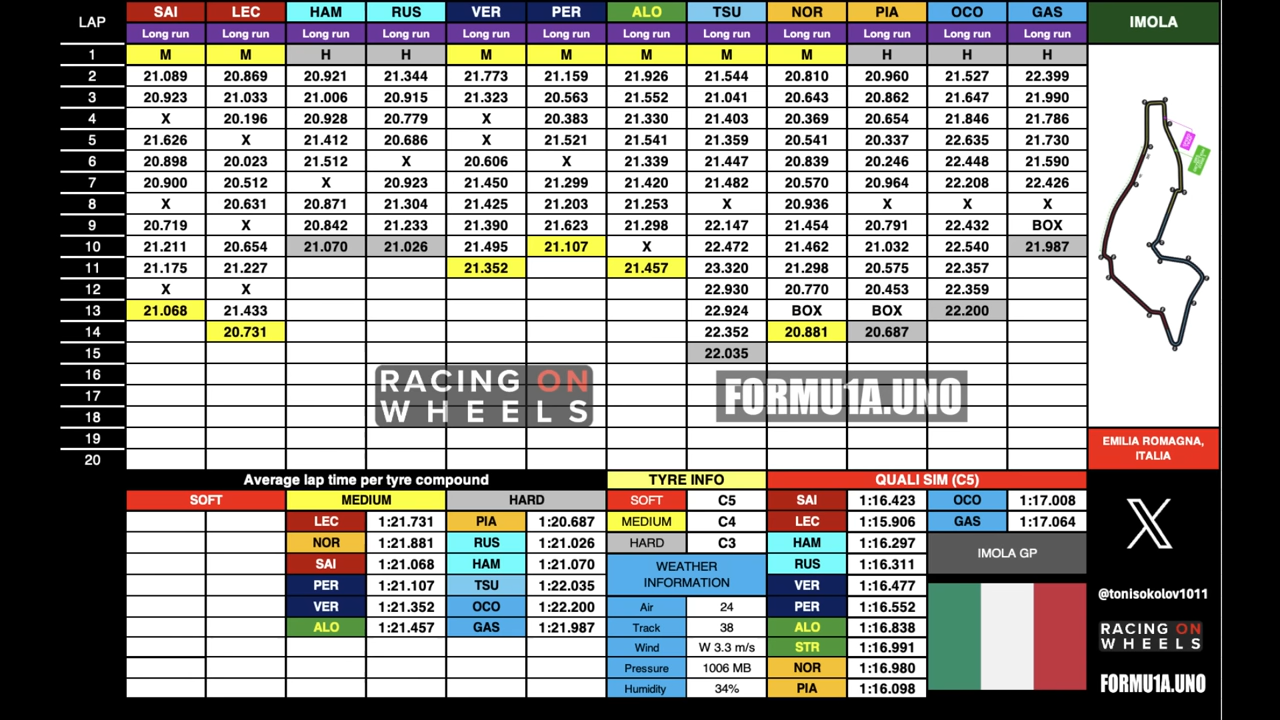 LAP SAI LEC HAM RUS VER PER ALO TSU NOR PIA OCO GAS IMOLA
Long run Long run Long run Long run Long run Long run Long run Long run Long run Long run Long run Long run
1 M M H H M M M M M H H H
2 21.089 20.869 20.921 21.344 21.773 21.159 21.926 21.544 20.810 20.960 21.527 22.399
3 20.923 21.033 21.006 20.915 21.323 20.563 21.552 21.041 20.643 20.862 21.647 21.990
4 X 20.196 20.928 20.779 X 20.383 21.330 21.403 20.369 20.654 21.846 21.786
5 21.626 X 21.412 20.686 X 21.521 21.541 21.359 20.541 20.337 22.635 21.730
6 20.898 20.023 21.512 X 20.606 X 21.339 21.447 20.839 20.246 22.448 21.590
7 20.900 20.512 X 20.923 21.450 21.299 21.420 21.482 20.570 20.964 22.208 22.426
8 X 20.631 20.871 21.304 21.425 21.203 21.253 X 20.936 X X X
9 20.719 X 20.842 21.233 21.390 21.623 21.298 22.147 21.454 20.791 22.432 BOX
10 21.211 20.654 21.070 21.026 21.495 21.107 X 22.472 21.462 21.032 22.540 21.987
11 21.175 21.227 21.352 21.457 23.320 21.298 20.575 22.357
12 X X 22.930 20.770 20.453 22.359
13 21.068 21.433 22.924 BOX BOX 22.200
14 20.731 22.352 20.881 20.687
15 22.035
16
17
18
19
20
RACING ON
WHEELS
FORMU1A.UNO
EMILIA ROMAGNA,
ITALIA
Average lap time per tyre compound TYRE INFO QUALI SIM (C5)
SOFT MEDIUM HARD SOFT C5 SAI 1:16.423 OCO 1:17.008
LEC 1:21.731 PIA 1:20.687 MEDIUM C4 LEC 1:15.906 GAS 1:17.064
NOR 1:21.881 RUS 1:21.026 HARD C3 HAM 1:16.297 IMOLA GP
SAI 1:21.068 HAM 1:21.070 WEATHER RUS 1:16.311
INFORMATION
PER 1:21.107 TSU 1:22.035 VER 1:16.477
VER 1:21.352 OCO 1:22.200 Air 24 PER 1:16.552
ALO 1:21.457 GAS 1:21.987 Track 38 ALO 1:16.838
Wind W 3.3 m/s STR 1:16.991
Pressure 1006 MB NOR 1:16.980
Humidity 34% PIA 1:16.098
@tonisokolov1011
RACING ON
WHEELS
FORMU1A.UNO